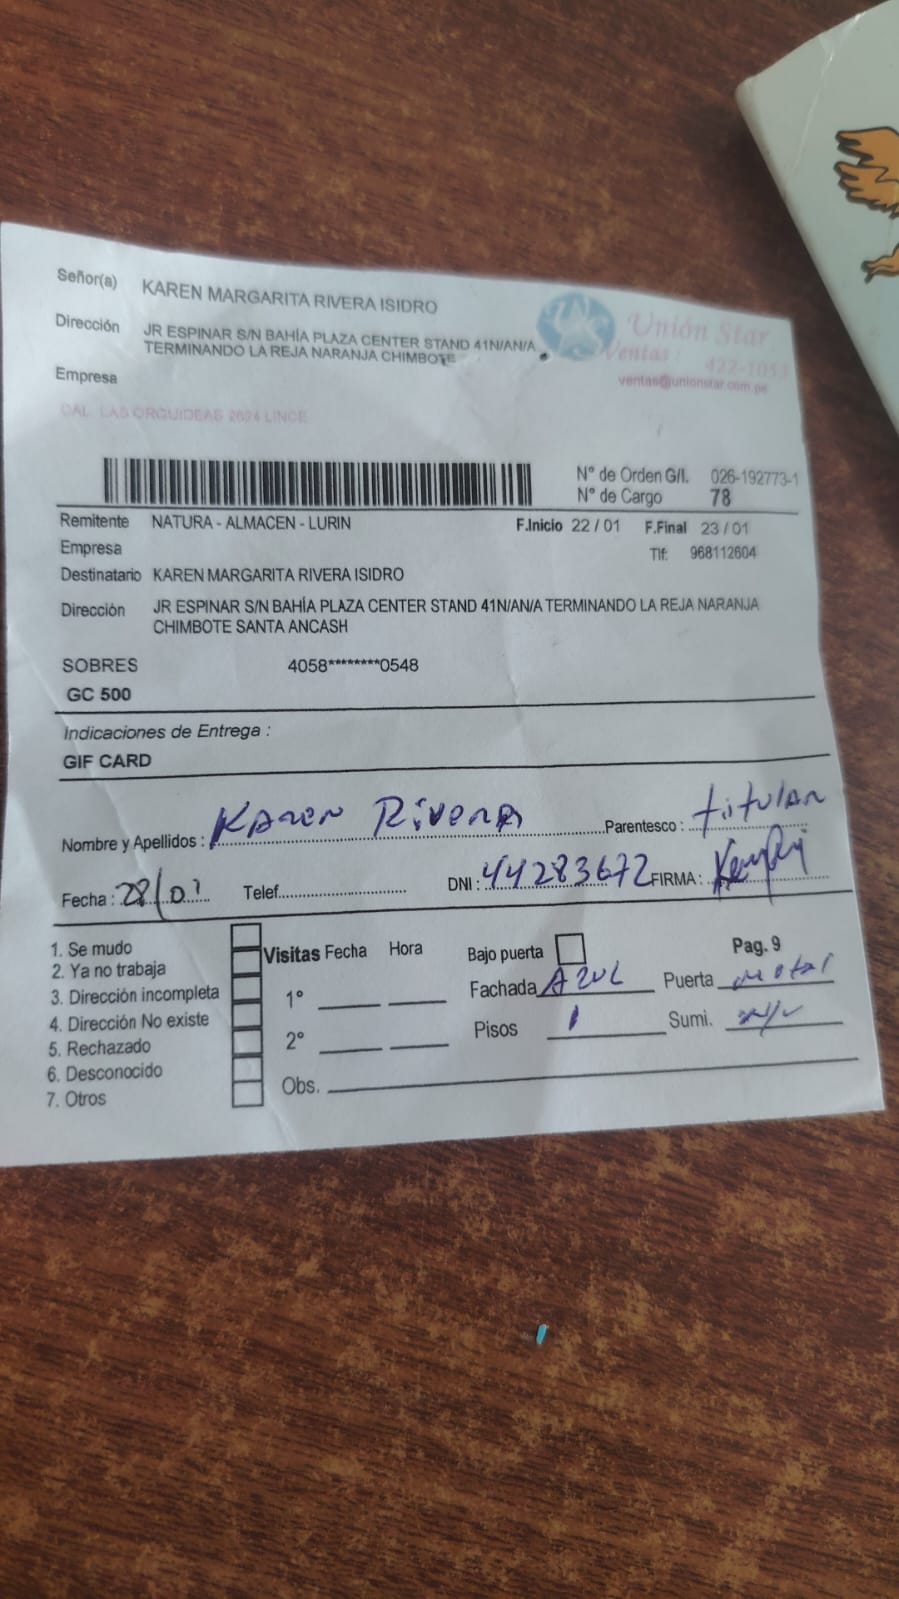 Señor(a) KAREN MARGARITA RIVERA ISIDRO
Dirección JR ESPINAR S/N BAHÍA PLAZA CENTER STAND 41N/AN/A
TERMINANDO LA REJA NARANJA CHIMBOTE
Empresa
Unión Star
Ventas : 422-1053
ventas@unionstar.com.pe
CAL. LAS ORQUIDEAS 2624 LINCE
N° de Orden G/I. 026-192773-1
N° de Cargo 78
Remitente NATURA - ALMACEN - LURIN F.Inicio 22 / 01 F.Final 23 / 01
Empresa Tlf: 968112604
Destinatario KAREN MARGARITA RIVERA ISIDRO
Dirección JR ESPINAR S/N BAHÍA PLAZA CENTER STAND 41N/AN/A TERMINANDO LA REJA NARANJA
CHIMBOTE SANTA ANCASH
SOBRES 4058********0548
GC 500
Indicaciones de Entrega :
GIF CARD
Nombre y Apellidos : Karen Rivera Parentesco : titular
Fecha : 28/01 Telef. DNI : 44283672 FIRMA :
1. Se mudo
2. Ya no trabaja
3. Dirección incompleta
4. Dirección No existe
5. Rechazado
6. Desconocido
7. Otros
Visitas Fecha Hora
1°
2°
Obs.
Bajo puerta Pag. 9
Fachada AZUL Puerta metal
Pisos 1 Sumi.